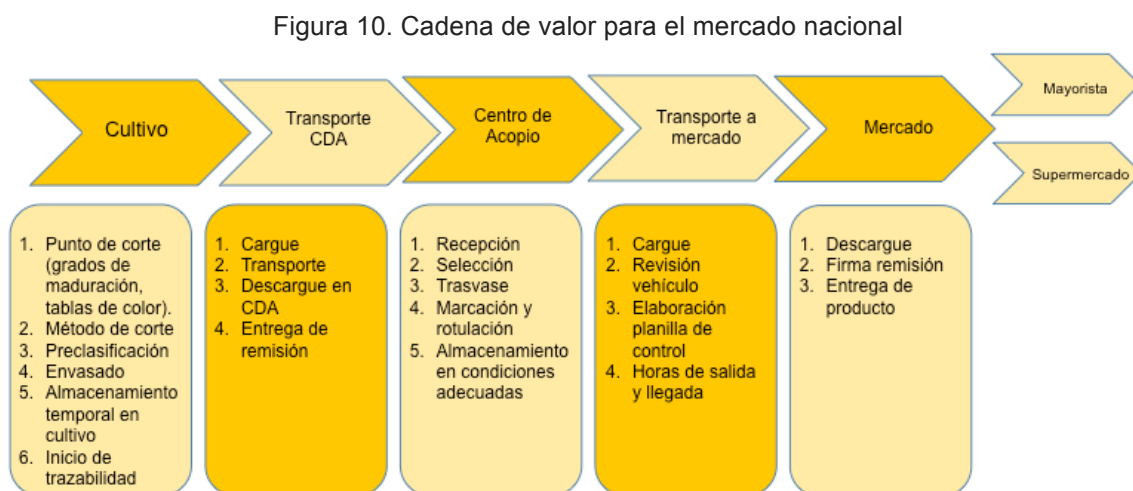 Figura 10. Cadena de valor para el mercado nacional
Cultivo
Transporte
CDA
Centro de
Acopio
Transporte a
mercado
Mercado
Mayorista
Supermercado
1. Punto de corte
(grados de
maduración,
tablas de color).
2. Método de corte
3. Preclasificación
4. Envasado
5. Almacenamiento
temporal en
cultivo
6. Inicio de
trazabilidad
1. Cargue
2. Transporte
3. Descargue en
CDA
4. Entrega de
remisión
1. Recepción
2. Selección
3. Trasvase
4. Marcación y
rotulación
5. Almacenamiento
en condiciones
adecuadas
1. Cargue
2. Revisión
vehículo
3. Elaboración
planilla de
control
4. Horas de salida
y llegada
1. Descargue
2. Firma remisión
3. Entrega de
producto